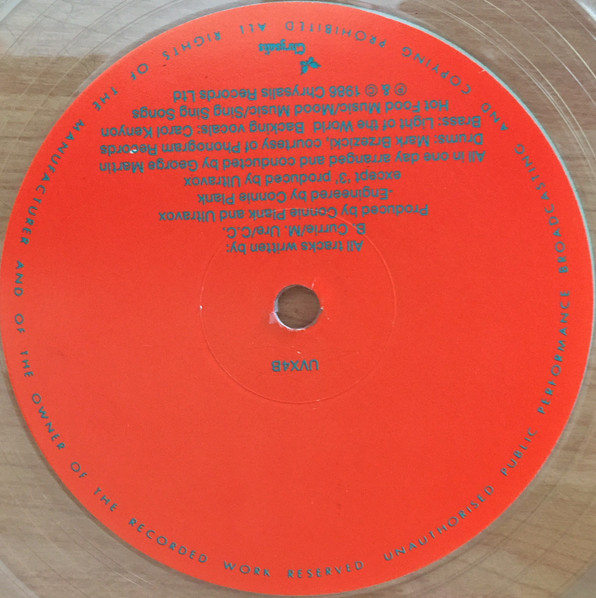 UVX4B
All tracks written by:
B. Currie/M. Ure/C.C.
Produced by Connie Plank and Ultravox
-Engineered by Connie Plank
except '3' produced by Ultravox
All in one day arranged and conducted by George Martin
Drums: Mark Brzezicki, courtesy of Phonogram Records
Brass: Light of the World Backing vocals: Carol Kenyon
Hot Food Music/Mood Music/Sing Sing Songs
℗ & © 1986 Chrysalis Records Ltd
Chrysalis
ALL RIGHTS OF THE MANUFACTURER AND OF THE OWNER OF THE RECORDED WORK RESERVED UNAUTHORISED PUBLIC PERFORMANCE BROADCASTING AND COPYING PROHIBITED